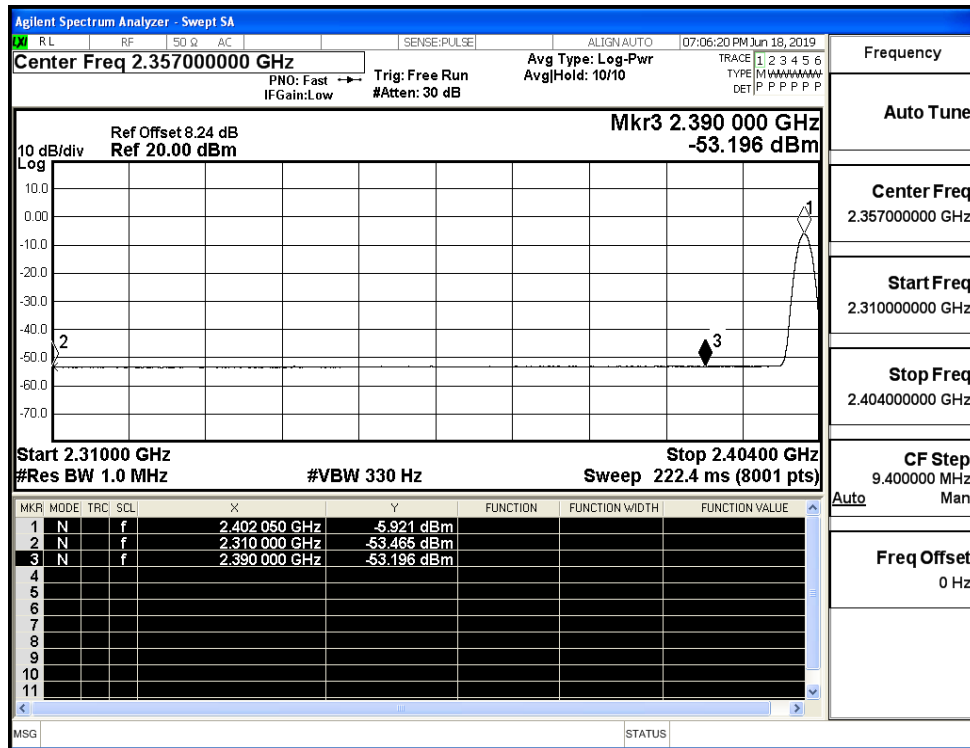 Agilent Spectrum Analyzer - Swept SA
LXI RL RF 50 Ω AC SENSE:PULSE ALIGN AUTO 07:06:20 PM Jun 18, 2019
Center Freq 2.357000000 GHz
PNO: Fast
IFGain:Low
Trig: Free Run
#Atten: 30 dB
Avg Type: Log-Pwr
Avg|Hold: 10/10
TRACE 1 2 3 4 5 6
TYPE M W W W W W
DET P P P P P P
Ref Offset 8.24 dB
10 dB/div Ref 20.00 dBm
Log
Mkr3 2.390 000 GHz
-53.196 dBm
10.0
0.00
-10.0
-20.0
-30.0
-40.0
-50.0
-60.0
-70.0
1
2
3
Start 2.31000 GHz Stop 2.40400 GHz
#Res BW 1.0 MHz #VBW 330 Hz Sweep 222.4 ms (8001 pts)
MKR MODE TRC SCL X Y FUNCTION FUNCTION WIDTH FUNCTION VALUE
1 N f 2.402 050 GHz -5.921 dBm
2 N f 2.310 000 GHz -53.465 dBm
3 N f 2.390 000 GHz -53.196 dBm
4
5
6
7
8
9
10
11
MSG STATUS
Frequency
Auto Tune
Center Freq
2.357000000 GHz
Start Freq
2.310000000 GHz
Stop Freq
2.404000000 GHz
CF Step
9.400000 MHz
Auto Man
Freq Offset
0 Hz